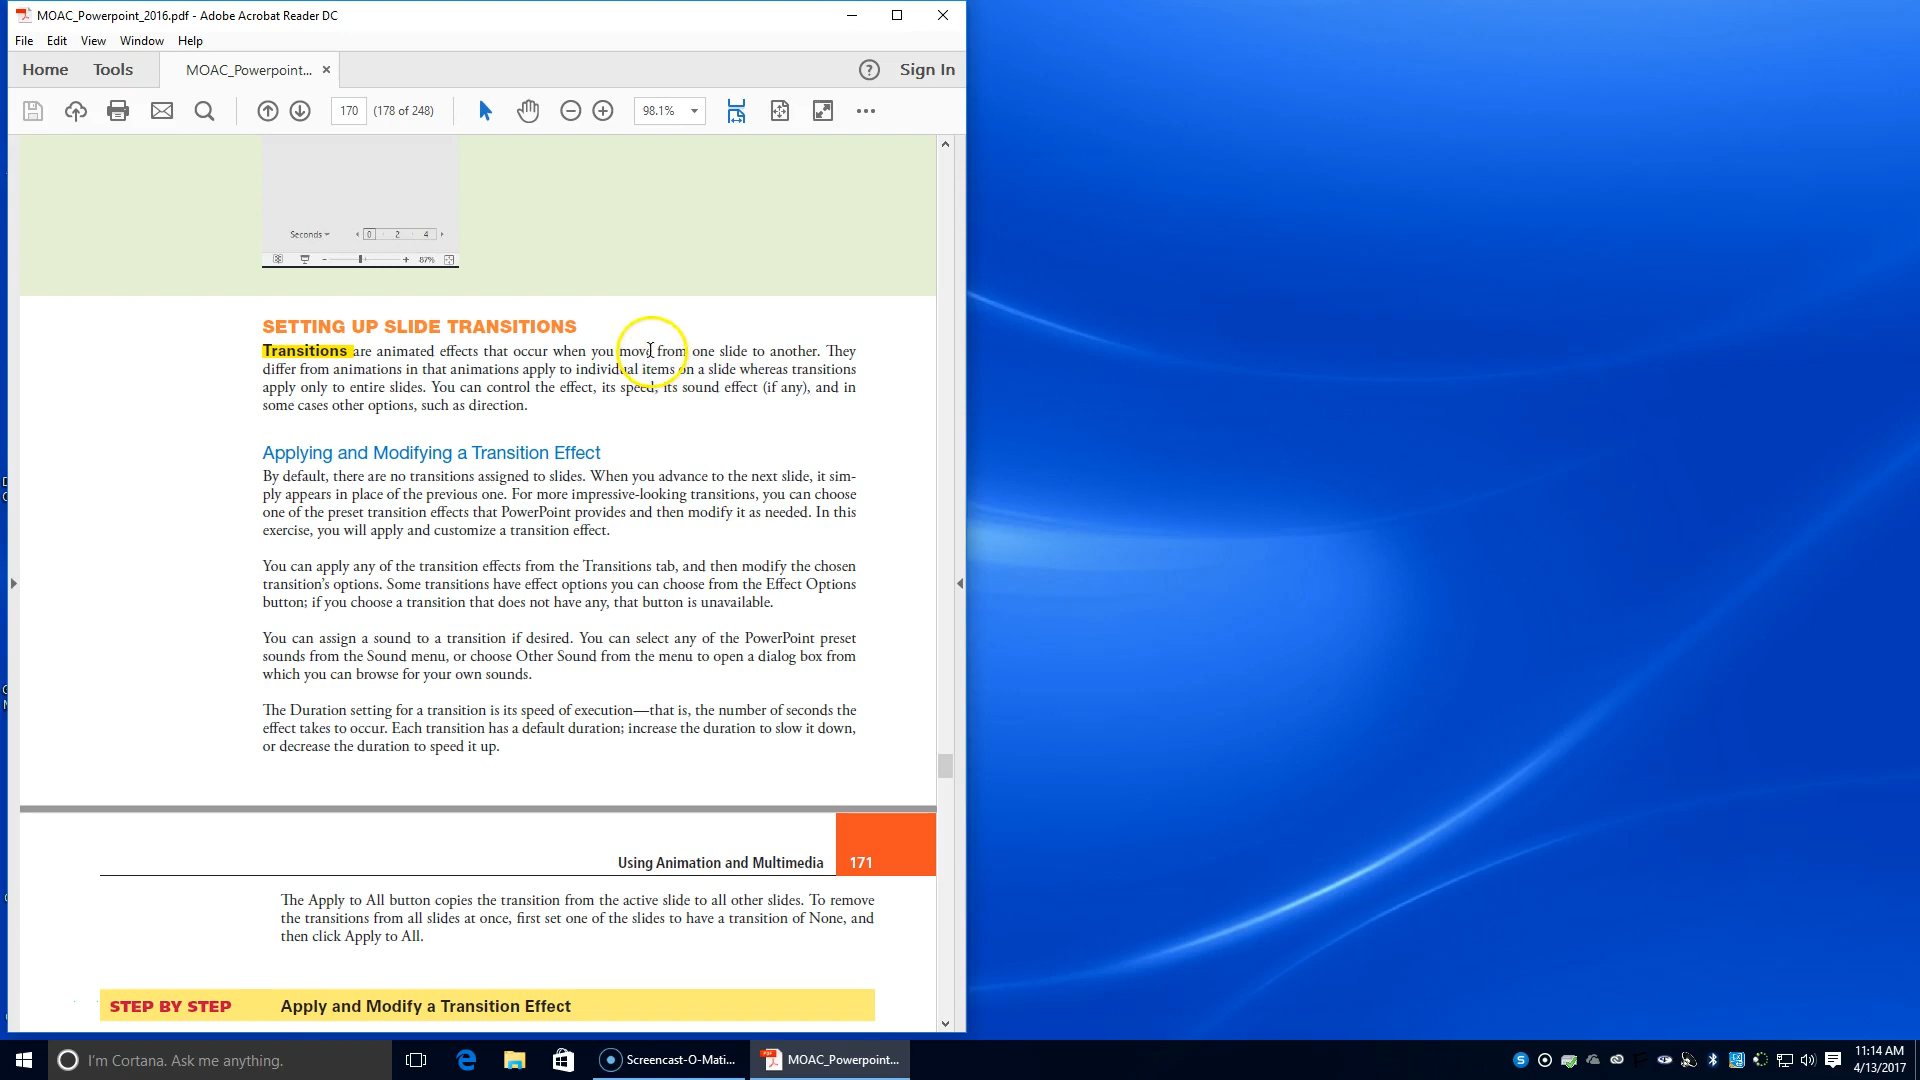 MOAC_Powerpoint_2016.pdf - Adobe Acrobat Reader DC
File Edit View Window Help
Home Tools MOAC_Powerpoint... × ? Sign In
170 (178 of 248) 98.1%
Seconds 0 2 4
- + 87%
SETTING UP SLIDE TRANSITIONS
Transitions are animated effects that occur when you move from one slide to another. They
differ from animations in that animations apply to individual items on a slide whereas transitions
apply only to entire slides. You can control the effect, its speed, its sound effect (if any), and in
some cases other options, such as direction.
Applying and Modifying a Transition Effect
By default, there are no transitions assigned to slides. When you advance to the next slide, it sim-
ply appears in place of the previous one. For more impressive-looking transitions, you can choose
one of the preset transition effects that PowerPoint provides and then modify it as needed. In this
exercise, you will apply and customize a transition effect.
You can apply any of the transition effects from the Transitions tab, and then modify the chosen
transition's options. Some transitions have effect options you can choose from the Effect Options
button; if you choose a transition that does not have any, that button is unavailable.
You can assign a sound to a transition if desired. You can select any of the PowerPoint preset
sounds from the Sound menu, or choose Other Sound from the menu to open a dialog box from
which you can browse for your own sounds.
The Duration setting for a transition is its speed of execution—that is, the number of seconds the
effect takes to occur. Each transition has a default duration; increase the duration to slow it down,
or decrease the duration to speed it up.
Using Animation and Multimedia 171
The Apply to All button copies the transition from the active slide to all other slides. To remove
the transitions from all slides at once, first set one of the slides to have a transition of None, and
then click Apply to All.
STEP BY STEP Apply and Modify a Transition Effect
I'm Cortana. Ask me anything. Screencast-O-Mati... MOAC_Powerpoint... 11:14 AM
4/13/2017